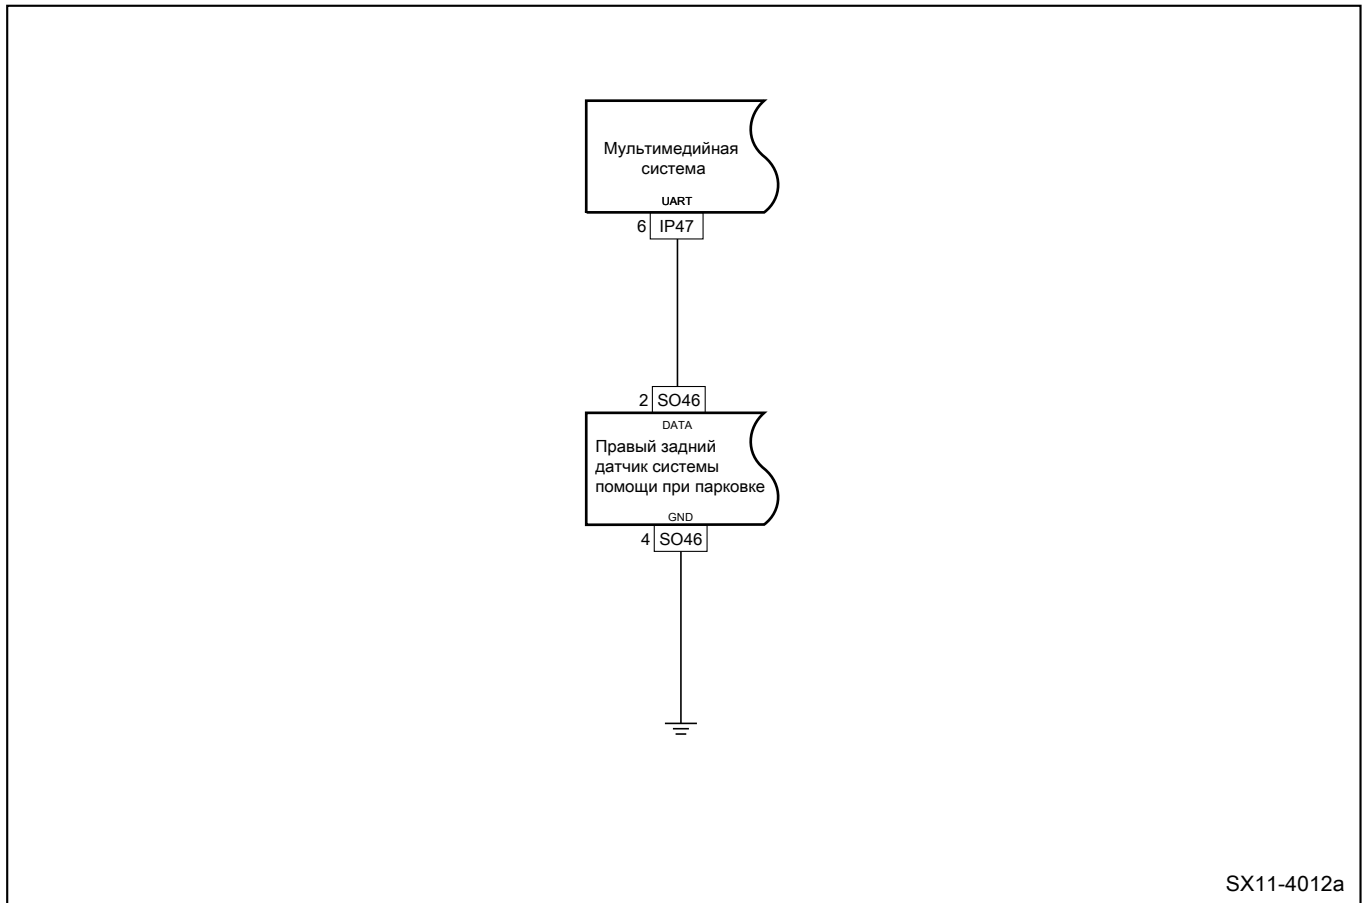 Мультимедийная
система
UART
6 IP47
2 SO46
DATA
Правый задний
датчик системы
помощи при парковке
GND
4 SO46
SX11-4012a